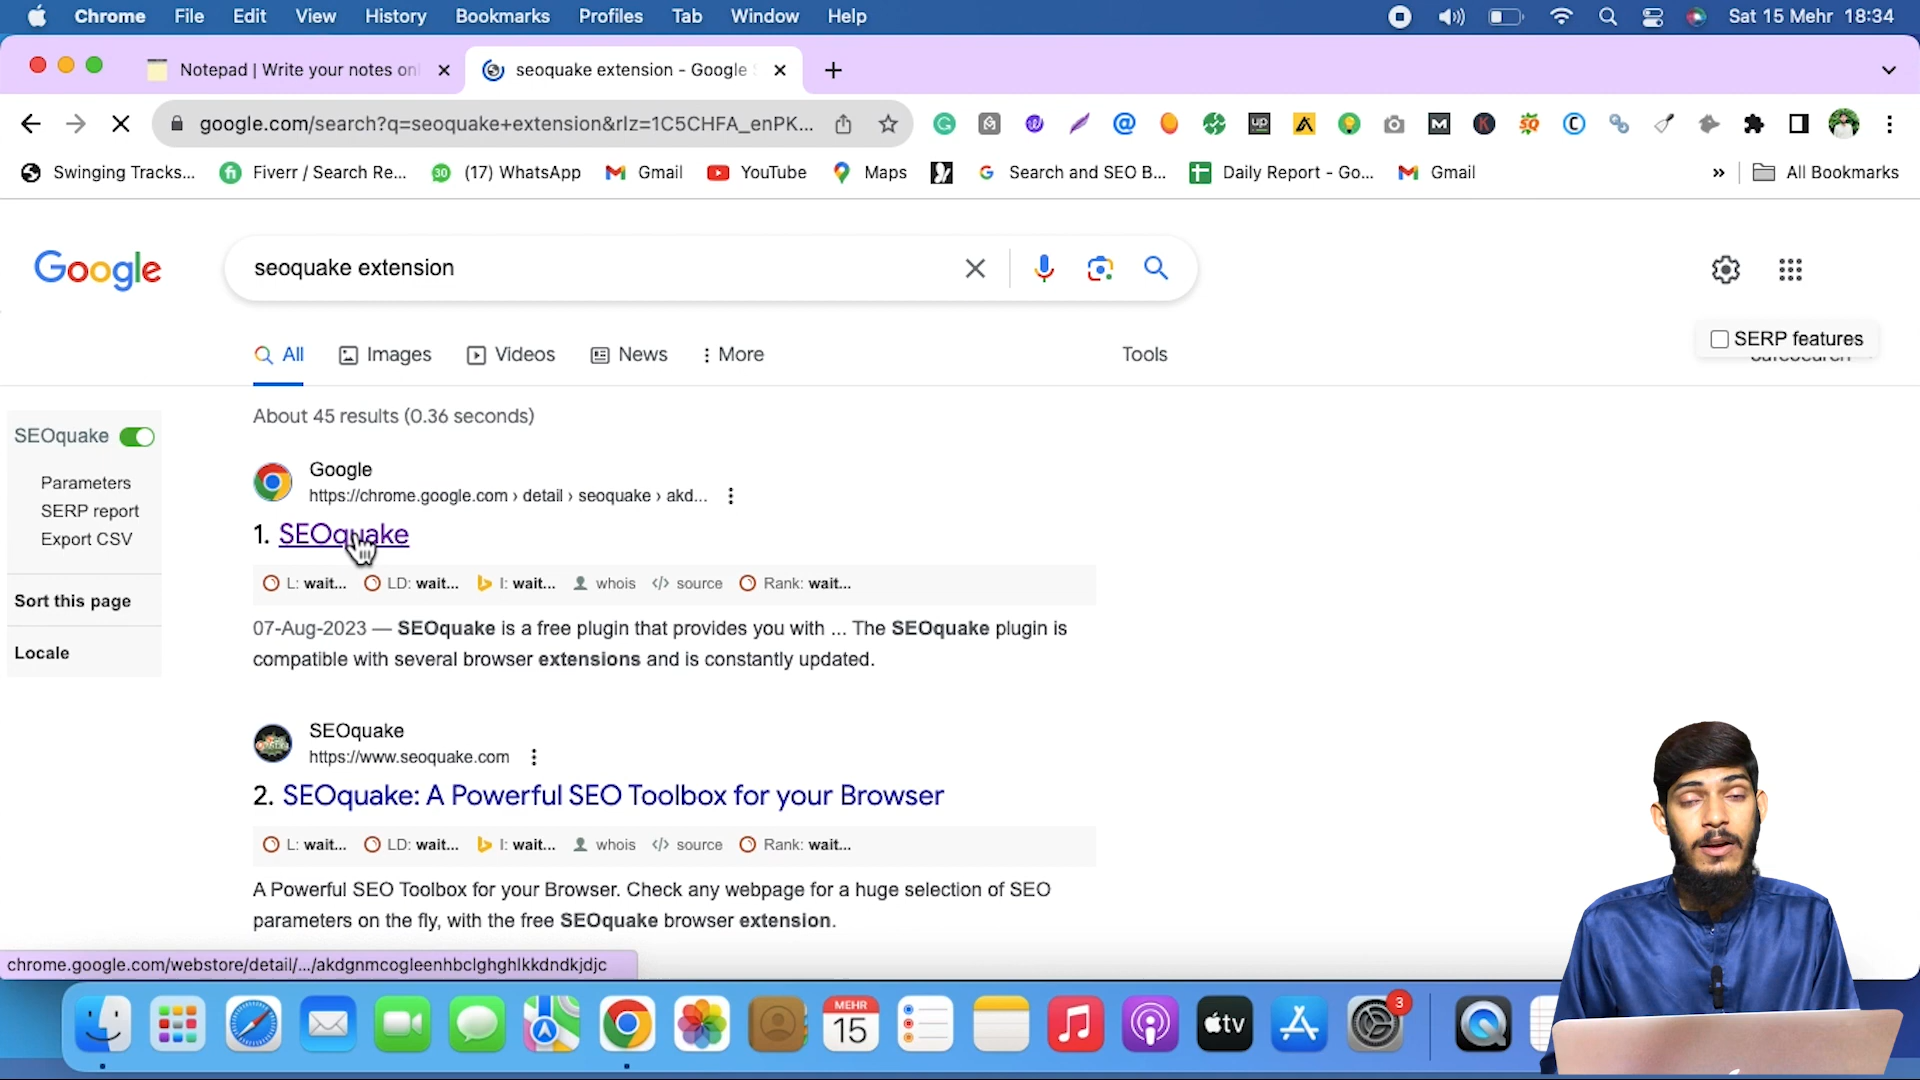 Chrome File Edit View History Bookmarks Profiles Tab Window Help Sat 15 Mehr 18:34
Notepad | Write your notes onl seoquake extension - Google
google.com/search?q=seoquake+extension&rlz=1C5CHFA_enPK...
Swinging Tracks... Fiverr / Search Re... 30 (17) WhatsApp Gmail YouTube Maps Search and SEO B... Daily Report - Go... Gmail » All Bookmarks
Google seoquake extension
SERP features
All Images Videos News More Tools
About 45 results (0.36 seconds)
SEOquake
Parameters
SERP report
Export CSV
Sort this page
Locale
Google
https://chrome.google.com › detail › seoquake › akd...
1. SEOquake
L: wait... LD: wait... I: wait... whois </> source Rank: wait...
07-Aug-2023 — SEOquake is a free plugin that provides you with ... The SEOquake plugin is
compatible with several browser extensions and is constantly updated.
SEOquake
https://www.seoquake.com
2. SEOquake: A Powerful SEO Toolbox for your Browser
L: wait... LD: wait... I: wait... whois </> source Rank: wait...
A Powerful SEO Toolbox for your Browser. Check any webpage for a huge selection of SEO
parameters on the fly, with the free SEOquake browser extension.
chrome.google.com/webstore/detail/.../akdgnmcogleenhbclghghlkkdndkjdjc
MEHR
15
tv
3